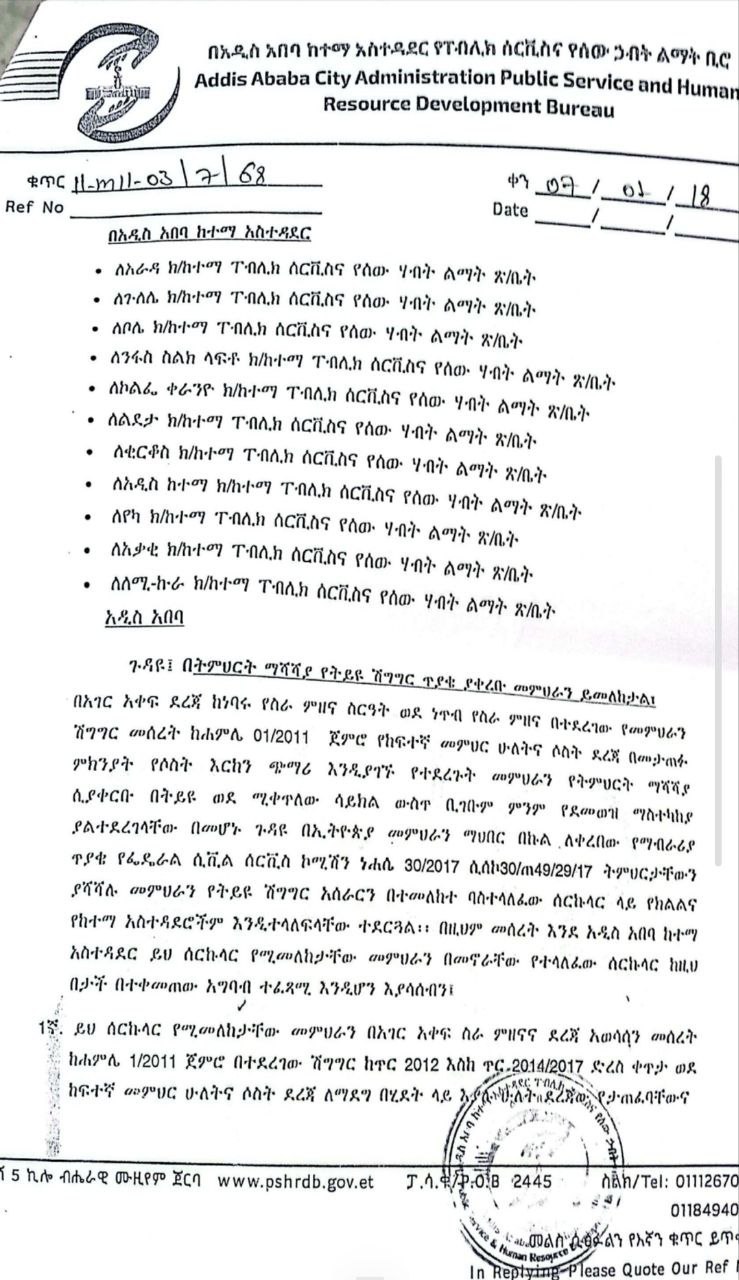 በአዲስ አበባ ከተማ አስተዳደር የፐብሊክ ሰርቪስና የሰው ኃብት ልማት ቢሮ
Addis Ababa City Administration Public Service and Human
Resource Development Bureau
ቁጥር 11-m11-03/7/68
Ref No
ቀን 07/01/18
Date / /
በአዲስ አበባ ከተማ አስተዳደር
• ለአራዳ ክ/ከተማ ፐብሊክ ሰርቪስና የሰው ሃብት ልማት ጽ/ቤት
• ለጉለሌ ክ/ከተማ ፐብሊክ ሰርቪስና የሰው ሃብት ልማት ጽ/ቤት
• ለቦሌ ክ/ከተማ ፐብሊክ ሰርቪስና የሰው ሃብት ልማት ጽ/ቤት
• ለንፋስ ስልክ ላፍቶ ክ/ከተማ ፐብሊክ ሰርቪስና የሰው ሃብት ልማት ጽ/ቤት
• ለኮልፌ ቀራንዮ ክ/ከተማ ፐብሊክ ሰርቪስና የሰው ሃብት ልማት ጽ/ቤት
• ለልደታ ክ/ከተማ ፐብሊክ ሰርቪስና የሰው ሃብት ልማት ጽ/ቤት
• ለቂርቆስ ክ/ከተማ ፐብሊክ ሰርቪስና የሰው ሃብት ልማት ጽ/ቤት
• ለአዲስ ከተማ ክ/ከተማ ፐብሊክ ሰርቪስና የሰው ሃብት ልማት ጽ/ቤት
• ለየካ ክ/ከተማ ፐብሊክ ሰርቪስና የሰው ሃብት ልማት ጽ/ቤት
• ለአቃቂ ክ/ከተማ ፐብሊክ ሰርቪስና የሰው ሃብት ልማት ጽ/ቤት
• ለለሚ-ኩራ ክ/ከተማ ፐብሊክ ሰርቪስና የሰው ሃብት ልማት ጽ/ቤት
አዲስ አበባ
ጉዳዩ፤ በትምህርት ማሻሻያ የትይዩ ሽግግር ጥያቄ ያቀረቡ መምህራን ይመለከታል፤
በአገር አቀፍ ደረጃ ከነባሩ የስራ ምዘና ስርዓት ወደ ነጥብ የስራ ምዘና በተደረገው የመምህራን
ሽግግር መሰረት ከሐምሌ 01/2011 ጀምሮ የከፍተኛ መምህር ሁለትና ሶስት ደረጃ በመታጠፉ
ምክንያት የሶስት እርከን ጭማሪ እንዲያገኙ የተደረጉት መምህራን የትምህርት ማሻሻያ
ሲያቀርቡ በትይዩ ወደ ሚቀጥለው ሳይክል ውስጥ ቢገቡም ምንም የደመወዝ ማስተካከያ
ያልተደረገላቸው በመሆኑ ጉዳዩ በኢትዮጵያ መምህራን ማህበር በኩል ለቀረበው የማብራሪያ
ጥያቄ የፌዴራል ሲቪል ሰርቪስ ኮሚሽን ነሐሴ 30/2017 ሲሰኮ30/ጠ49/29/17 ትምህርታቸውን
ያሻሻሉ መምህራን የትይዩ ሽግግር አሰራርን በተመለከተ ባስተላለፈው ሰርኩላር ላይ የክልልና
የከተማ አስተዳደሮችም እንዲተላለፍላቸው ተደርጓል፡፡ በዚህም መሰረት እንደ አዲስ አበባ ከተማ
አስተዳደር ይህ ሰርኩላር የሚመለከታቸው መምህራን በመኖራቸው የተላለፈው ሰርኩላር ከዚህ
በታች በተቀመጠው አግባብ ተፈጻሚ እንዲሆን እያሳሰብን፤
1ኛ. ይህ ሰርኩላር የሚመለከታቸው መምህራን በአገር አቀፍ ስራ ምዘናና ደረጃ አወሳሰን መሰረት
ከሐምሌ 1/2011 ጀምሮ በተደረገው ሽግግር ከጥር 2012 እስከ ጥር 2014/2017 ድረስ ቀጥታ ወደ
ከፍተኛ መምህር ሁለትና ሶስት ደረጃ ለማደግ በሂደት ላይ እያሉ ሁለቱ ደረጃው የታጠፈባቸውና
5 ኪሎ ብሔራዊ ሙዚየም ጀርባ www.pshrdb.gov.et ፖ.ሳ.ቁ/P.O.B 2445 ስልክ/Tel: 01112670
01184940
መልስ ሲጽፉልን የእኛን ቁጥር
In Replying Please Quote Our Ref